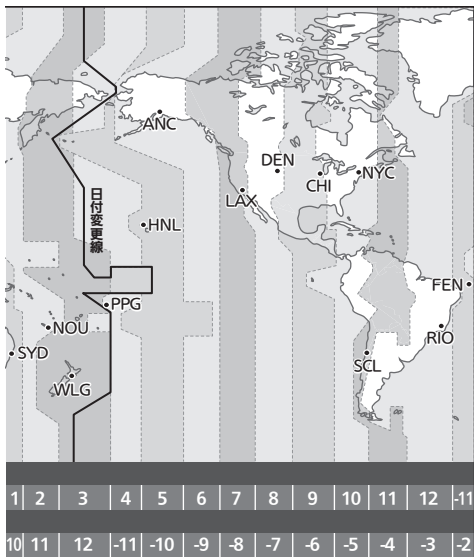 ANC
DEN
CHI
NYC
LAX
日付変更線
HNL
FEN
PPG
NOU
RIO
SYD
SCL
WLG
1 2 3 4 5 6 7 8 9 10 11 12 -11
10 11 12 -11 -10 -9 -8 -7 -6 -5 -4 -3 -2